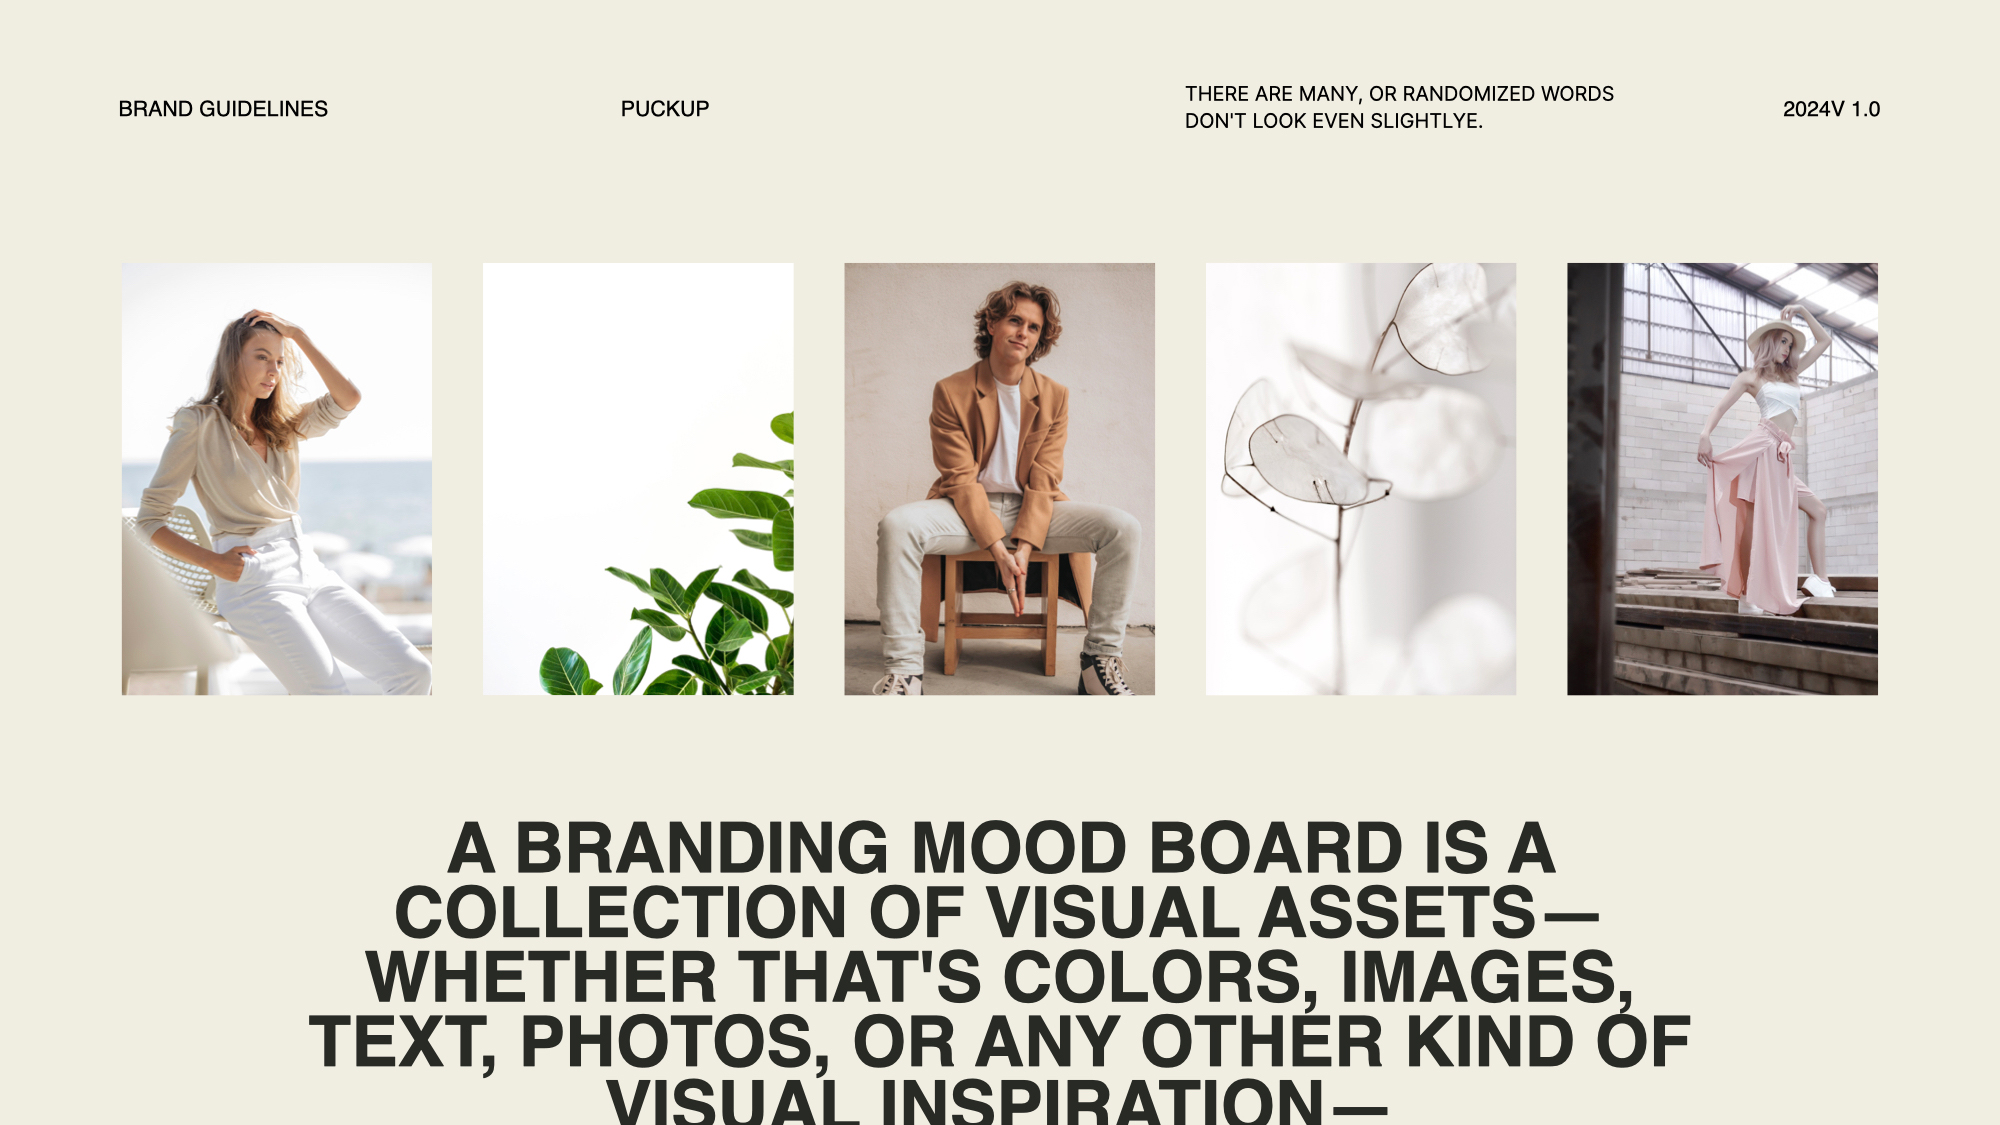 BRAND GUIDELINES
PUCKUP
THERE ARE MANY, OR RANDOMIZED WORDS
DON'T LOOK EVEN SLIGHTLYE.
2024V 1.0
A BRANDING MOOD BOARD IS A
COLLECTION OF VISUAL ASSETS—
WHETHER THAT'S COLORS, IMAGES,
TEXT, PHOTOS, OR ANY OTHER KIND OF
VISUAL INSPIRATION—